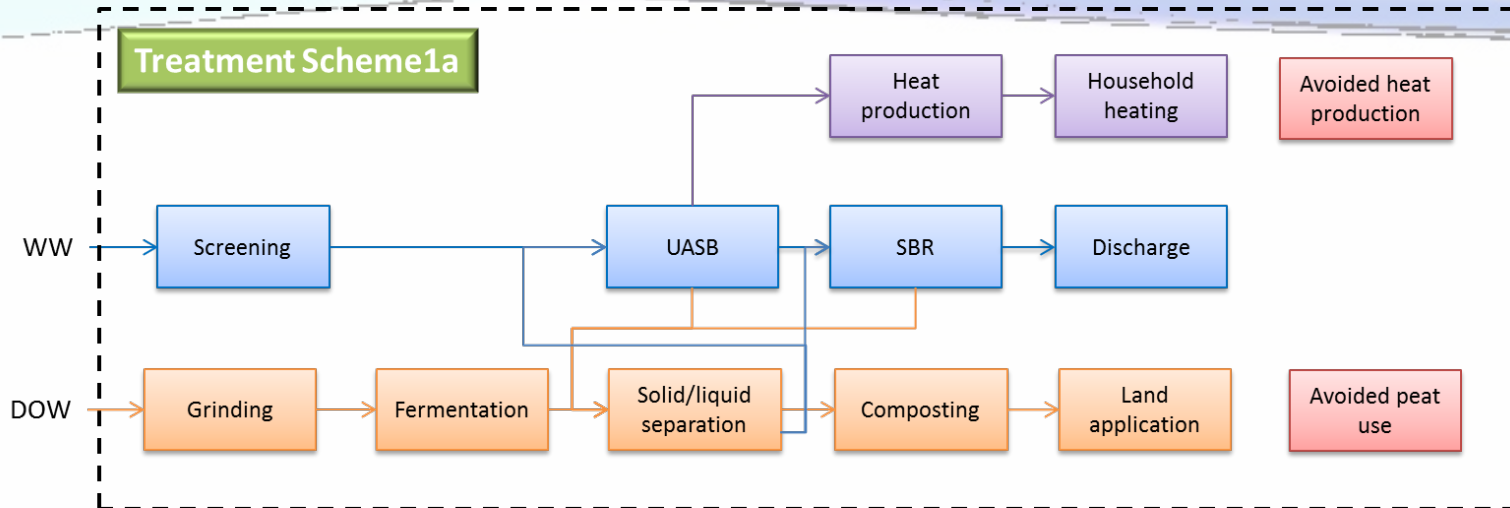 Treatment Scheme1a
Heat
production
Household
heating
Avoided heat
production
WW
Screening
UASB
SBR
Discharge
DOW
Grinding
Fermentation
Solid/liquid
separation
Composting
Land
application
Avoided peat
use